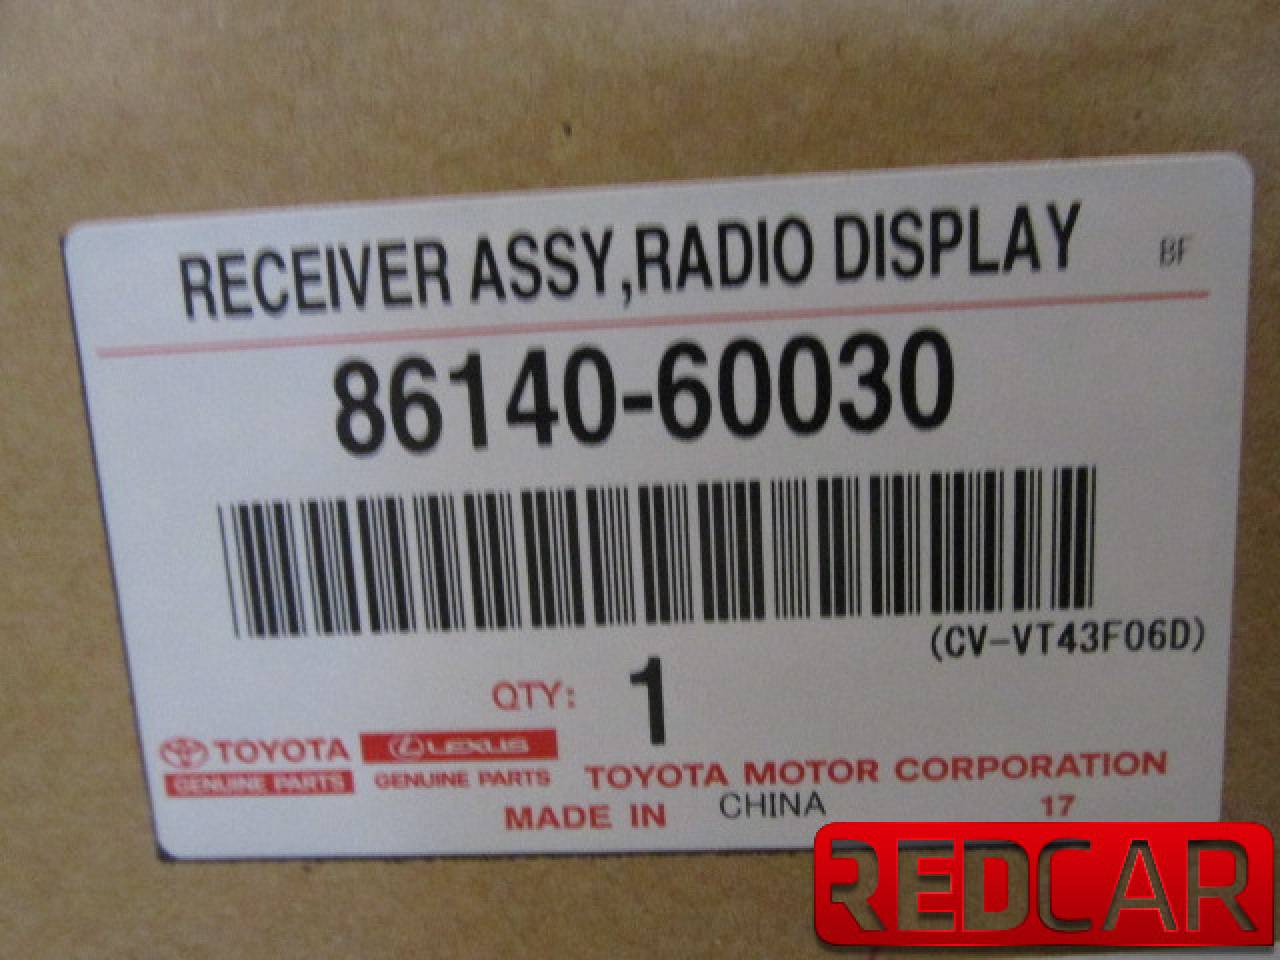 RECEIVER ASSY,RADIO DISPLAY BF
86140-60030
(CV-VT43F06D)
QTY: 1
TOYOTA LEXUS
GENUINE PARTS GENUINE PARTS TOYOTA MOTOR CORPORATION
MADE IN CHINA 17
REDCAR